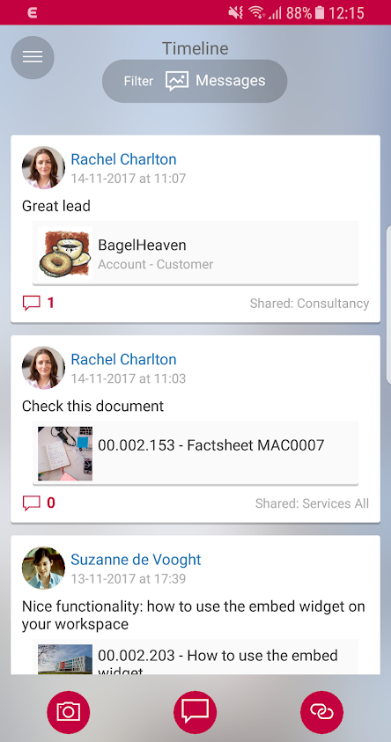 88% 12:15
Timeline
Filter Messages
Rachel Charlton
14-11-2017 at 11:07
Great lead
BagelHeaven
Account - Customer
1
Shared: Consultancy
Rachel Charlton
14-11-2017 at 11:03
Check this document
00.002.153 - Factsheet MAC0007
0
Shared: Services All
Suzanne de Vooght
13-11-2017 at 17:39
Nice functionality: how to use the embed widget on
your workspace
00.002.203 - How to use the embed
widget